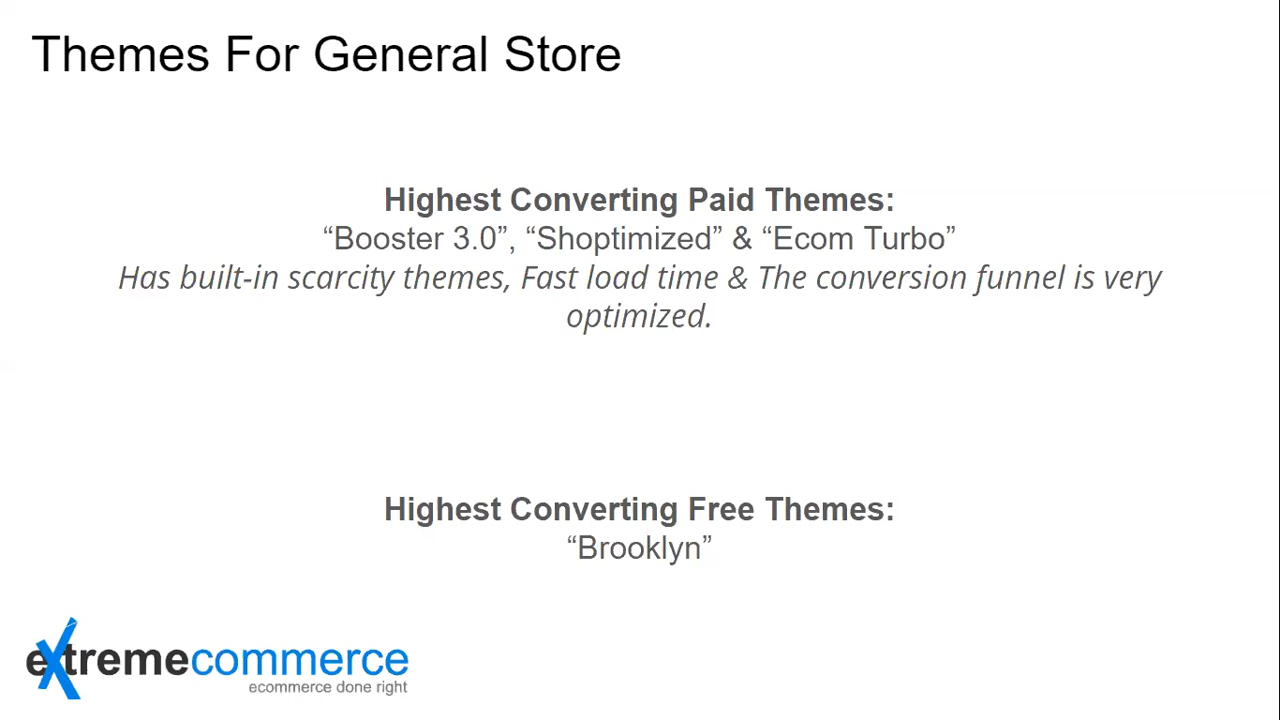 Themes For General Store
Highest Converting Paid Themes:
“Booster 3.0”, “Shoptimized” & “Ecom Turbo”
Has built-in scarcity themes, Fast load time & The conversion funnel is very
optimized.
Highest Converting Free Themes:
“Brooklyn”
extremecommerce
ecommerce done right